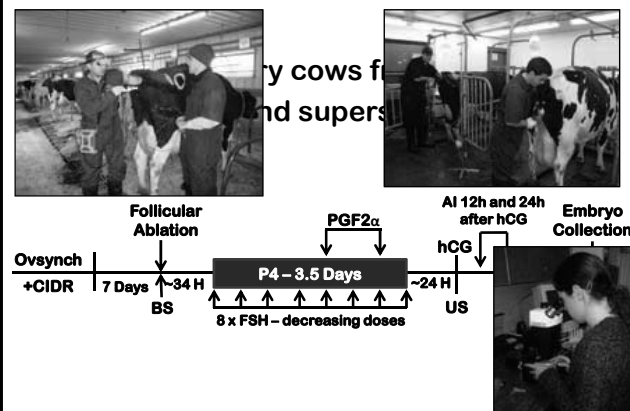 ry cows fr
nd supers
Follicular
Ablation
PGF2α
AI 12h and 24h
after hCG
Embryo
Collection
Ovsynch
+CIDR
7 Days
~34 H
BS
P4 – 3.5 Days
8 x FSH – decreasing doses
~24 H
hCG
US